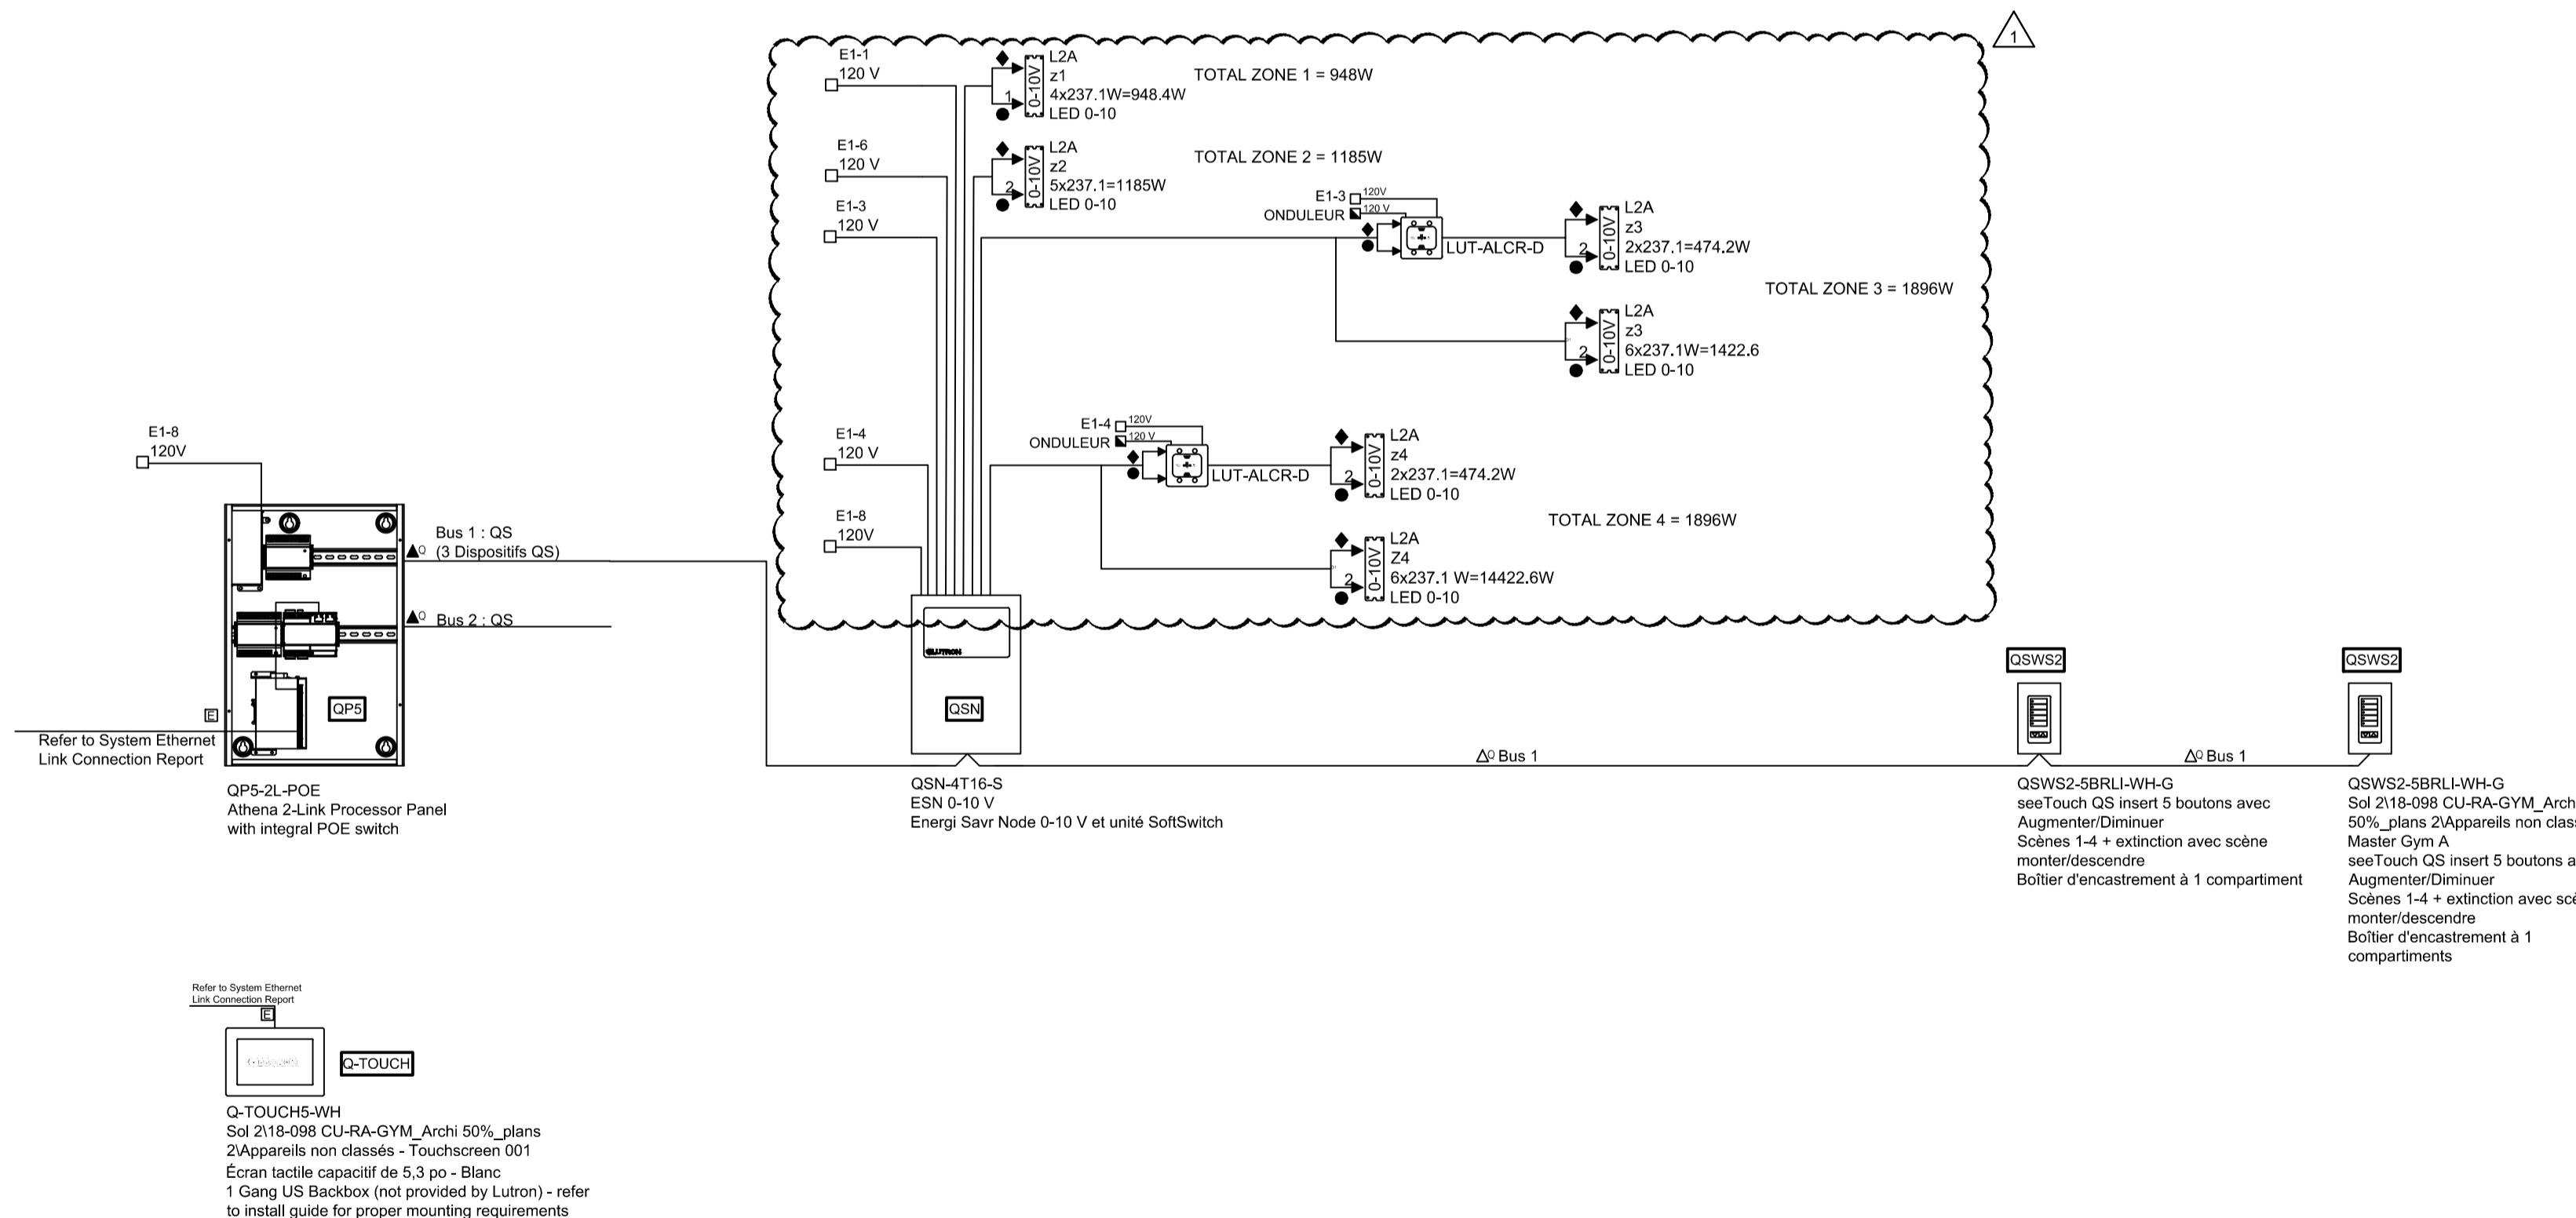 1
E1-1
120 V
L2A
z1
4x237.1W=948.4W
LED 0-10
0-10V
1
TOTAL ZONE 1 = 948W
E1-6
120 V
L2A
z2
5x237.1=1185W
LED 0-10
0-10V
2
TOTAL ZONE 2 = 1185W
E1-3
120 V
E1-3
120V
ONDULEUR
120 V
LUT-ALCR-D
L2A
z3
2x237.1=474.2W
LED 0-10
0-10V
2
TOTAL ZONE 3 = 1896W
L2A
z3
6x237.1W=1422.6
LED 0-10
0-10V
2
E1-4
120 V
E1-4
120V
ONDULEUR
120 V
LUT-ALCR-D
L2A
z4
2x237.1=474.2W
LED 0-10
0-10V
2
TOTAL ZONE 4 = 1896W
E1-8
120V
L2A
Z4
6x237.1 W=14422.6W
LED 0-10
0-10V
2
E1-8
120V
Q
Bus 1 : QS
(3 Dispositifs QS)
Q
Bus 2 : QS
QP5
E
Refer to System Ethernet
Link Connection Report
QP5-2L-POE
Athena 2-Link Processor Panel
with integral POE switch
LUTRON
QSN
QSN-4T16-S
ESN 0-10 V
Energi Savr Node 0-10 V et unité SoftSwitch
Q Bus 1
QSWS2
QSWS2-5BRLI-WH-G
seeTouch QS insert 5 boutons avec
Augmenter/Diminuer
Scènes 1-4 + extinction avec scène
monter/descendre
Boîtier d'encastrement à 1 compartiment
Q Bus 1
QSWS2
QSWS2-5BRLI-WH-G
Sol 2\18-098 CU-RA-GYM_Arch
50%_plans 2\Appareils non clas
Master Gym A
seeTouch QS insert 5 boutons a
Augmenter/Diminuer
Scènes 1-4 + extinction avec scè
monter/descendre
Boîtier d'encastrement à 1
compartiments
Refer to System Ethernet
Link Connection Report
E
Q-TOUCH
Q-TOUCH5-WH
Sol 2\18-098 CU-RA-GYM_Archi 50%_plans
2\Appareils non classés - Touchscreen 001
Écran tactile capacitif de 5,3 po - Blanc
1 Gang US Backbox (not provided by Lutron) - refer
to install guide for proper mounting requirements